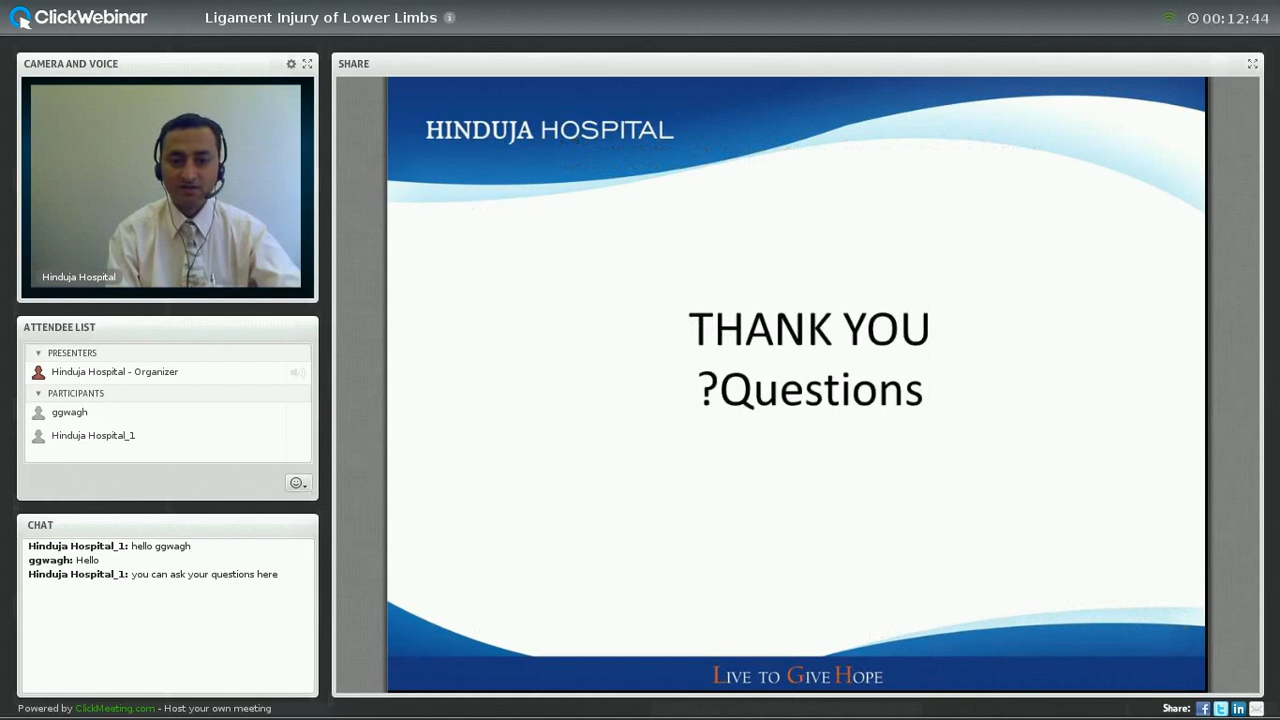 ClickWebinar
Ligament Injury of Lower Limbs
00:12:44
CAMERA AND VOICE
Hinduja Hospital
ATTENDEE LIST
PRESENTERS
Hinduja Hospital - Organizer
PARTICIPANTS
ggwagh
Hinduja Hospital_1
CHAT
Hinduja Hospital_1: hello ggwagh
ggwagh: Hello
Hinduja Hospital_1: you can ask your questions here
SHARE
HINDUJA HOSPITAL
THANK YOU
?Questions
LIVE TO GIVE HOPE
Powered by ClickMeeting.com - Host your own meeting
Share: